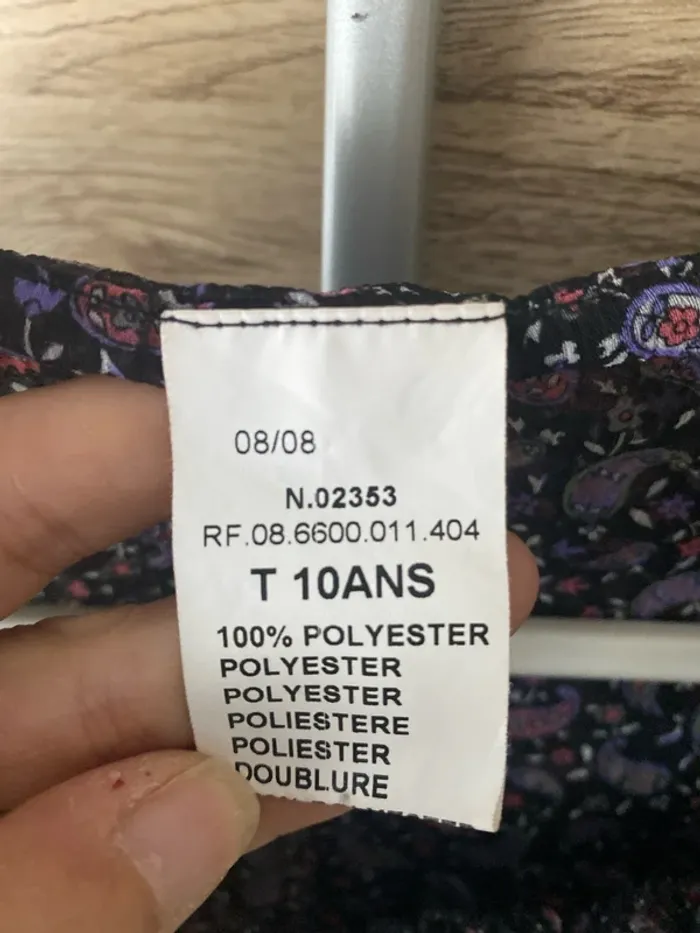 08/08
N.02353
RF.08.6600.011.404
T 10ANS
100% POLYESTER
POLYESTER
POLYESTER
POLIESTERE
POLIESTER
DOUBLURE